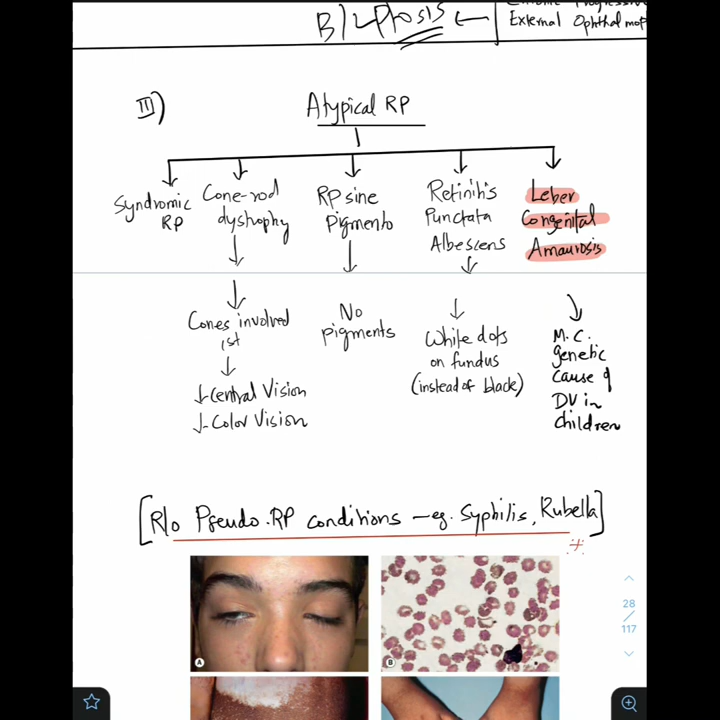 B/L Ptosis ←
External Ophthalmop
III)
Atypical RP
Syndromic
RP
Cone-rod
dystrophy
RP sine
Pigmento
Retinitis
Punctata
Albescens
Leber
Congenital
Amaurosis
Cones involved
1st
↓ Central Vision
↓ Color Vision
No
pigments
White dots
on fundus
(instead of black)
M.C.
genetic
cause of
DV in
children
[R/o Pseudo.RP conditions – eg. Syphilis, Rubella]
+
A
B
28
/
117